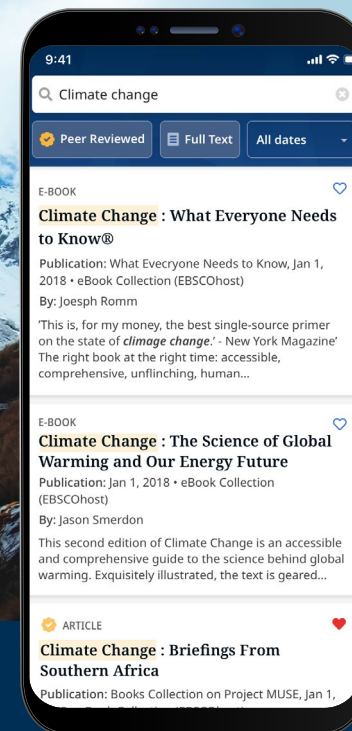 9:41
Climate change
Peer Reviewed
Full Text
All dates
E-BOOK
Climate Change : What Everyone Needs
to Know®
Publication: What Evecryone Needs to Know, Jan 1,
2018 • eBook Collection (EBSCOhost)
By: Joesph Romm
'This is, for my money, the best single-source primer
on the state of climage change.' - New York Magazine'
The right book at the right time: accessible,
comprehensive, unflinching, human...
E-BOOK
Climate Change : The Science of Global
Warming and Our Energy Future
Publication: Jan 1, 2018 • eBook Collection
(EBSCOhost)
By: Jason Smerdon
This second edition of Climate Change is an accessible
and comprehensive guide to the science behind global
warming. Exquisitely illustrated, the text is geared...
ARTICLE
Climate Change : Briefings From
Southern Africa
Publication: Books Collection on Project MUSE, Jan 1,